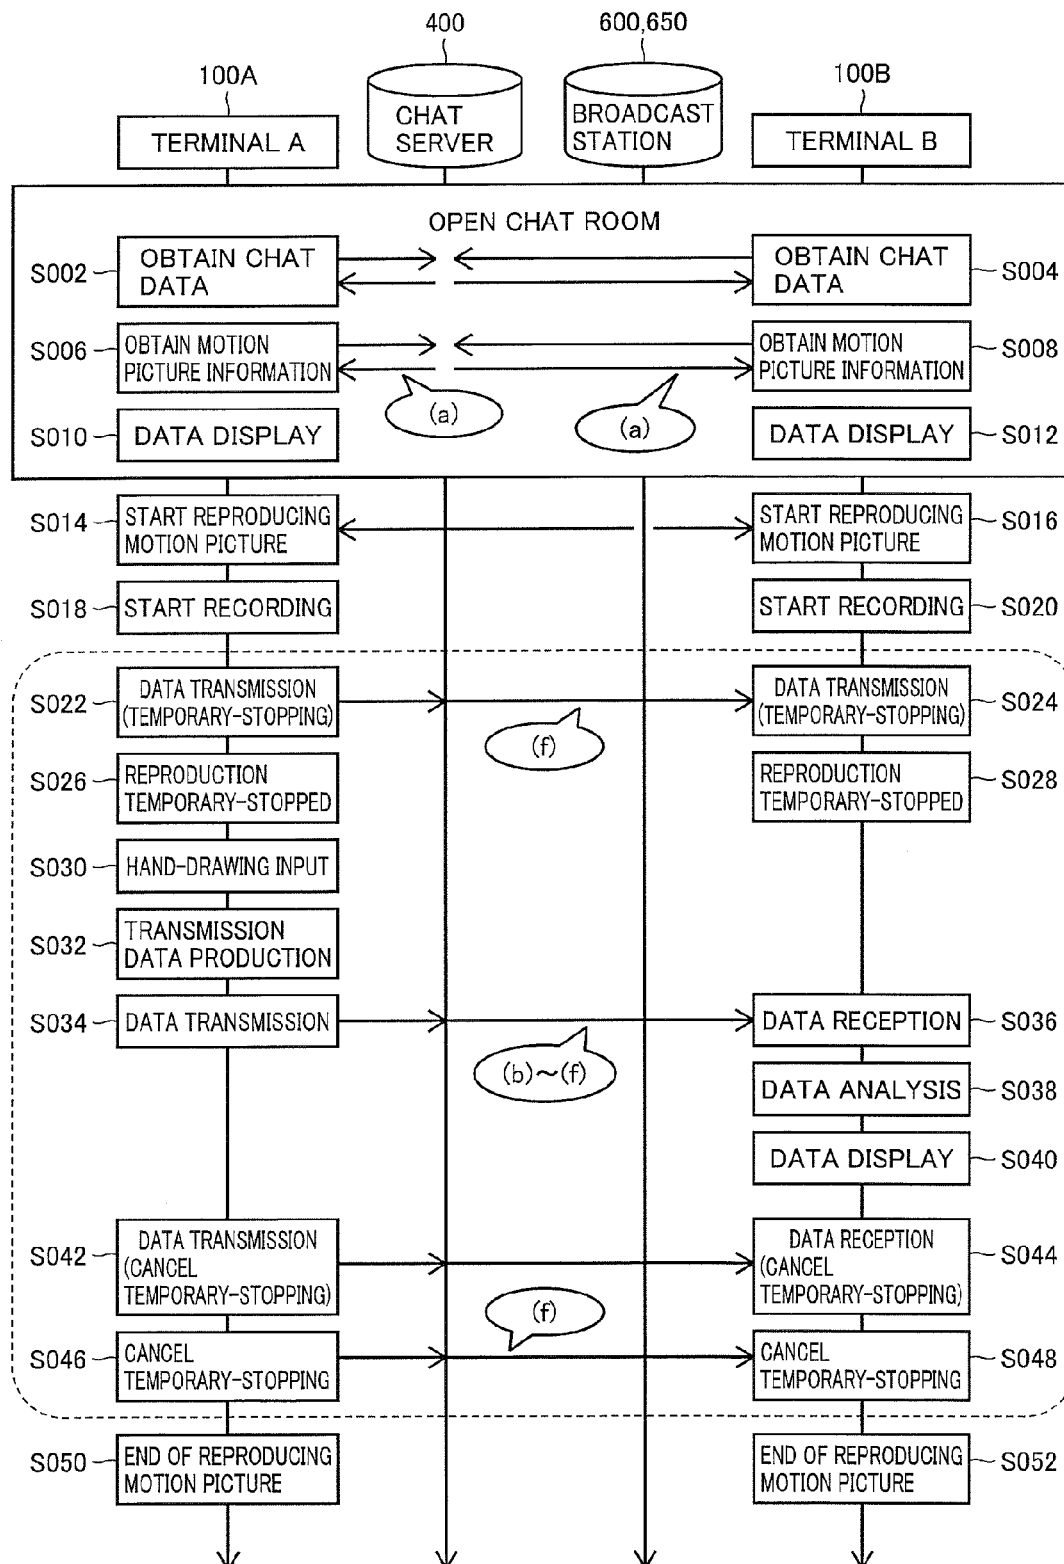 400
600,650
100A
100B
CHAT
SERVER
BROADCAST
STATION
TERMINAL A
TERMINAL B
OPEN CHAT ROOM
S002
OBTAIN CHAT
DATA
OBTAIN CHAT
DATA
S004
S006
OBTAIN MOTION
PICTURE INFORMATION
OBTAIN MOTION
PICTURE INFORMATION
S008
(a)
(a)
S010
DATA DISPLAY
DATA DISPLAY
S012
S014
START REPRODUCING
MOTION PICTURE
START REPRODUCING
MOTION PICTURE
S016
S018
START RECORDING
START RECORDING
S020
S022
DATA TRANSMISSION
(TEMPORARY-STOPPING)
DATA TRANSMISSION
(TEMPORARY-STOPPING)
S024
(f)
S026
REPRODUCTION
TEMPORARY-STOPPED
REPRODUCTION
TEMPORARY-STOPPED
S028
S030
HAND-DRAWING INPUT
S032
TRANSMISSION
DATA PRODUCTION
S034
DATA TRANSMISSION
DATA RECEPTION
S036
(b)~(f)
DATA ANALYSIS
S038
DATA DISPLAY
S040
S042
DATA TRANSMISSION
(CANCEL
TEMPORARY-STOPPING)
DATA RECEPTION
(CANCEL
TEMPORARY-STOPPING)
S044
(f)
S046
CANCEL
TEMPORARY-STOPPING
CANCEL
TEMPORARY-STOPPING
S048
S050
END OF REPRODUCING
MOTION PICTURE
END OF REPRODUCING
MOTION PICTURE
S052